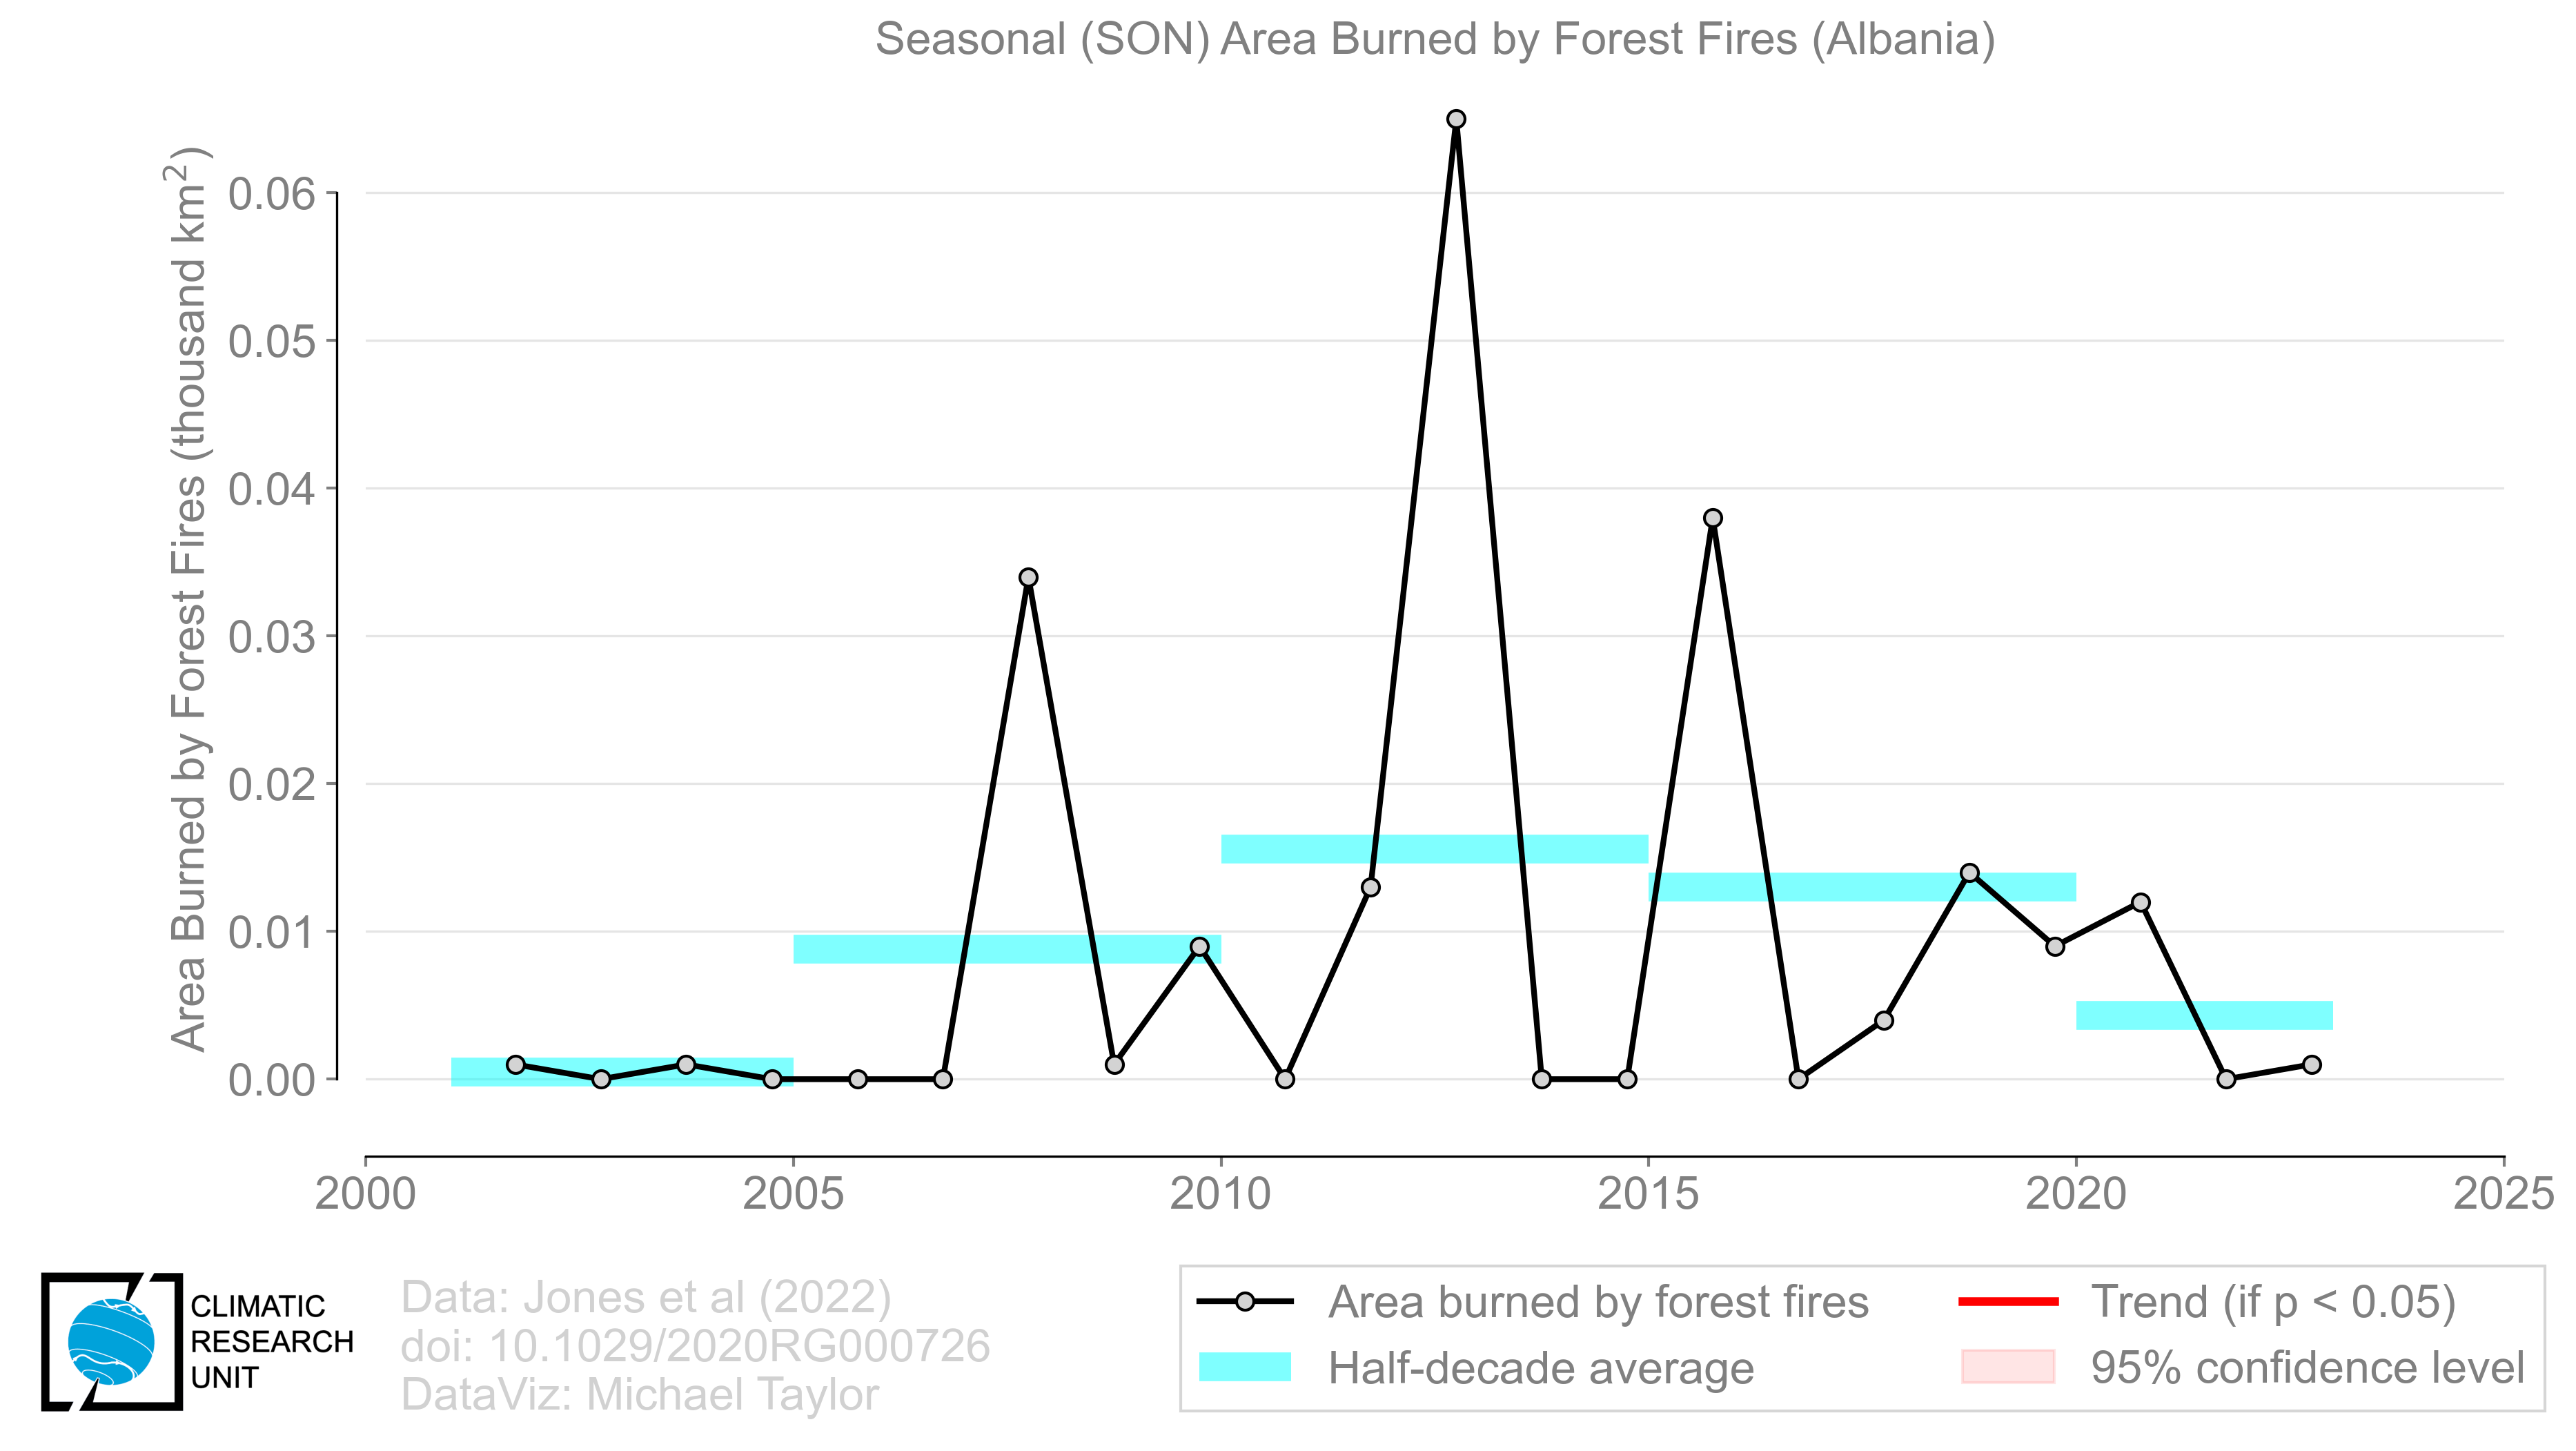 Seasonal (SON) Area Burned by Forest Fires (Albania)
Area Burned by Forest Fires (thousand km²)
0.06
0.05
0.04
0.03
0.02
0.01
0.00
2000 2005 2010 2015 2020 2025
CLIMATIC
RESEARCH
UNIT
Data: Jones et al (2022)
doi: 10.1029/2020RG000726
DataViz: Michael Taylor
Area burned by forest fires
Half-decade average
Trend (if p < 0.05)
95% confidence level